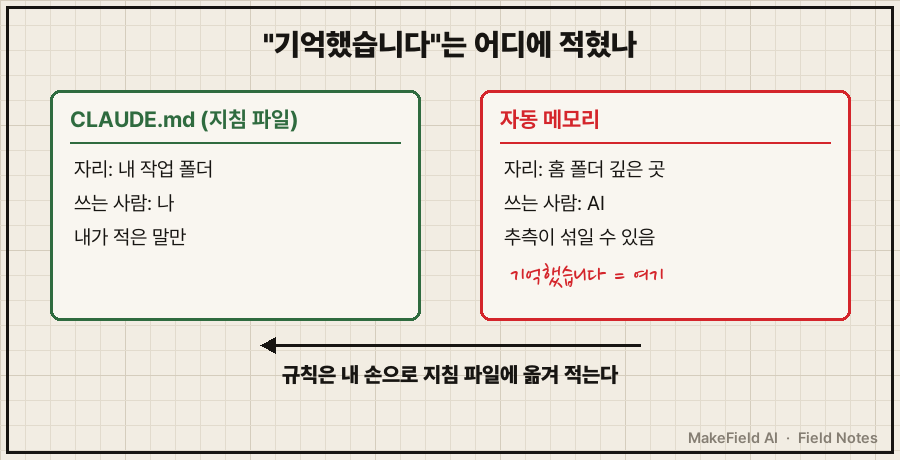 "기억했습니다"는 어디에 적혔나
CLAUDE.md (지침 파일)
자리: 내 작업 폴더
쓰는 사람: 나
내가 적은 말만
자동 메모리
자리: 홈 폴더 깊은 곳
쓰는 사람: AI
추측이 섞일 수 있음
기억했습니다 = 여기
규칙은 내 손으로 지침 파일에 옮겨 적는다
MakeField AI · Field Notes